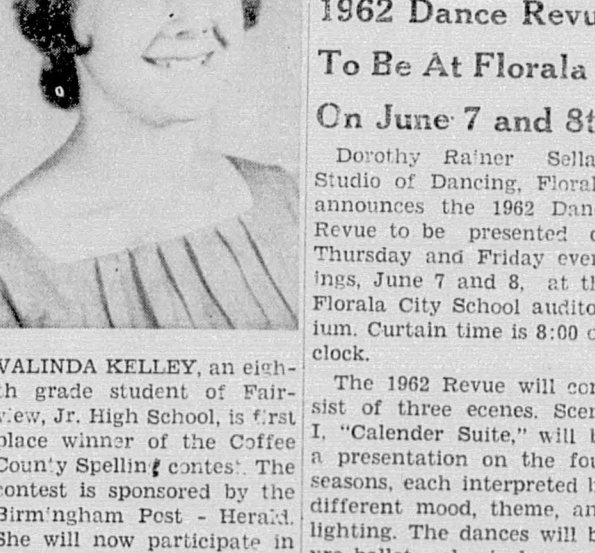 VALINDA KELLEY, an eigh-
th grade student of Fair-
view, Jr. High School, is first
place winner of the Coffee
County Spelling contest. The
contest is sponsored by the
Birmingham Post - Herald.
She will now participate in
1962 Dance Revu
To Be At Florala
On June 7 and 8t
Dorothy Rainer Sella
Studio of Dancing, Floral
announces the 1962 Danc
Revue to be presented o
Thursday and Friday even
ings, June 7 and 8, at th
Florala City School audito
ium. Curtain time is 8:00 o
clock.
The 1962 Revue will con
sist of three ecenes. Scen
I, "Calender Suite," will b
a presentation on the fou
seasons, each interpreted i
different mood, theme, an
lighting. The dances will b